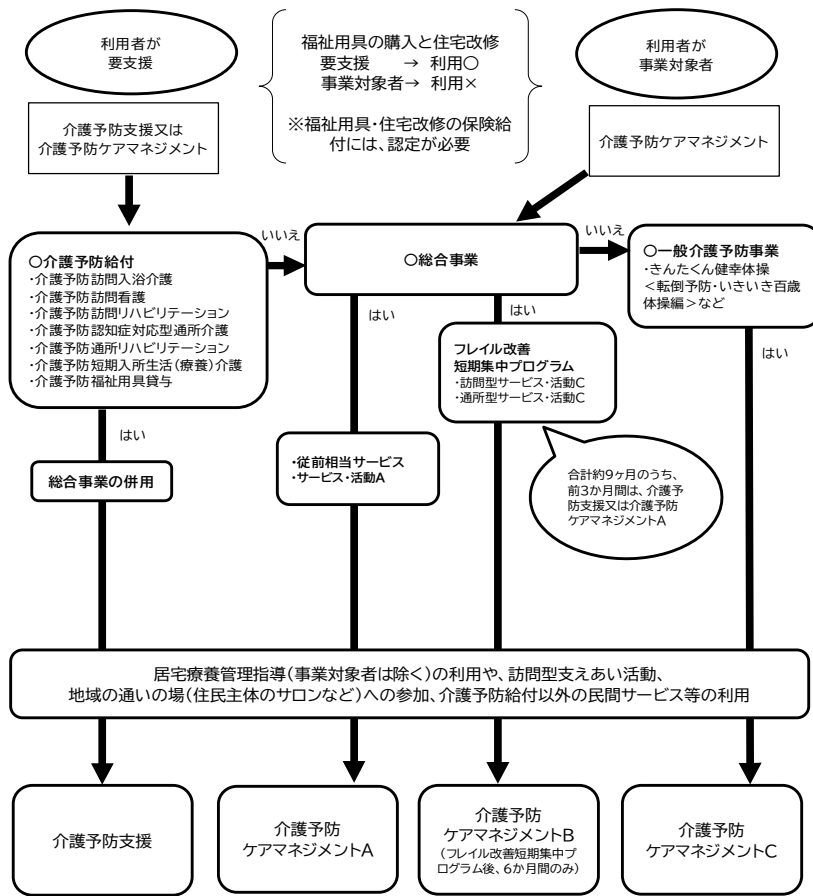 利用者が
要支援
福祉用具の購入と住宅改修
要支援　　→ 利用〇
事業対象者→ 利用×
※福祉用具・住宅改修の保険給
付には、認定が必要
利用者が
事業対象者
介護予防支援又は
介護予防ケアマネジメント
介護予防ケアマネジメント
〇介護予防給付
・介護予防訪問入浴介護
・介護予防訪問看護
・介護予防訪問リハビリテーション
・介護予防認知症対応型通所介護
・介護予防通所リハビリテーション
・介護予防短期入所生活(療養)介護
・介護予防福祉用具貸与
いいえ
〇総合事業
いいえ
〇一般介護予防事業
・きんたくん健幸体操
＜転倒予防・いきいき百歳
体操編＞など
はい
はい
はい
はい
フレイル改善
短期集中プログラム
・訪問型サービス・活動C
・通所型サービス・活動C
総合事業の併用
・従前相当サービス
・サービス・活動A
合計約9ヶ月のうち、
前3か月間は、介護予
防支援又は介護予防
ケアマネジメントA
居宅療養管理指導(事業対象者は除く)の利用や、訪問型支えあい活動、
地域の通いの場(住民主体のサロンなど)への参加、介護予防給付以外の民間サービス等の利用
介護予防支援
介護予防
ケアマネジメントA
介護予防
ケアマネジメントB
(フレイル改善短期集中プ
ログラム後、6か月間のみ)
介護予防
ケアマネジメントC